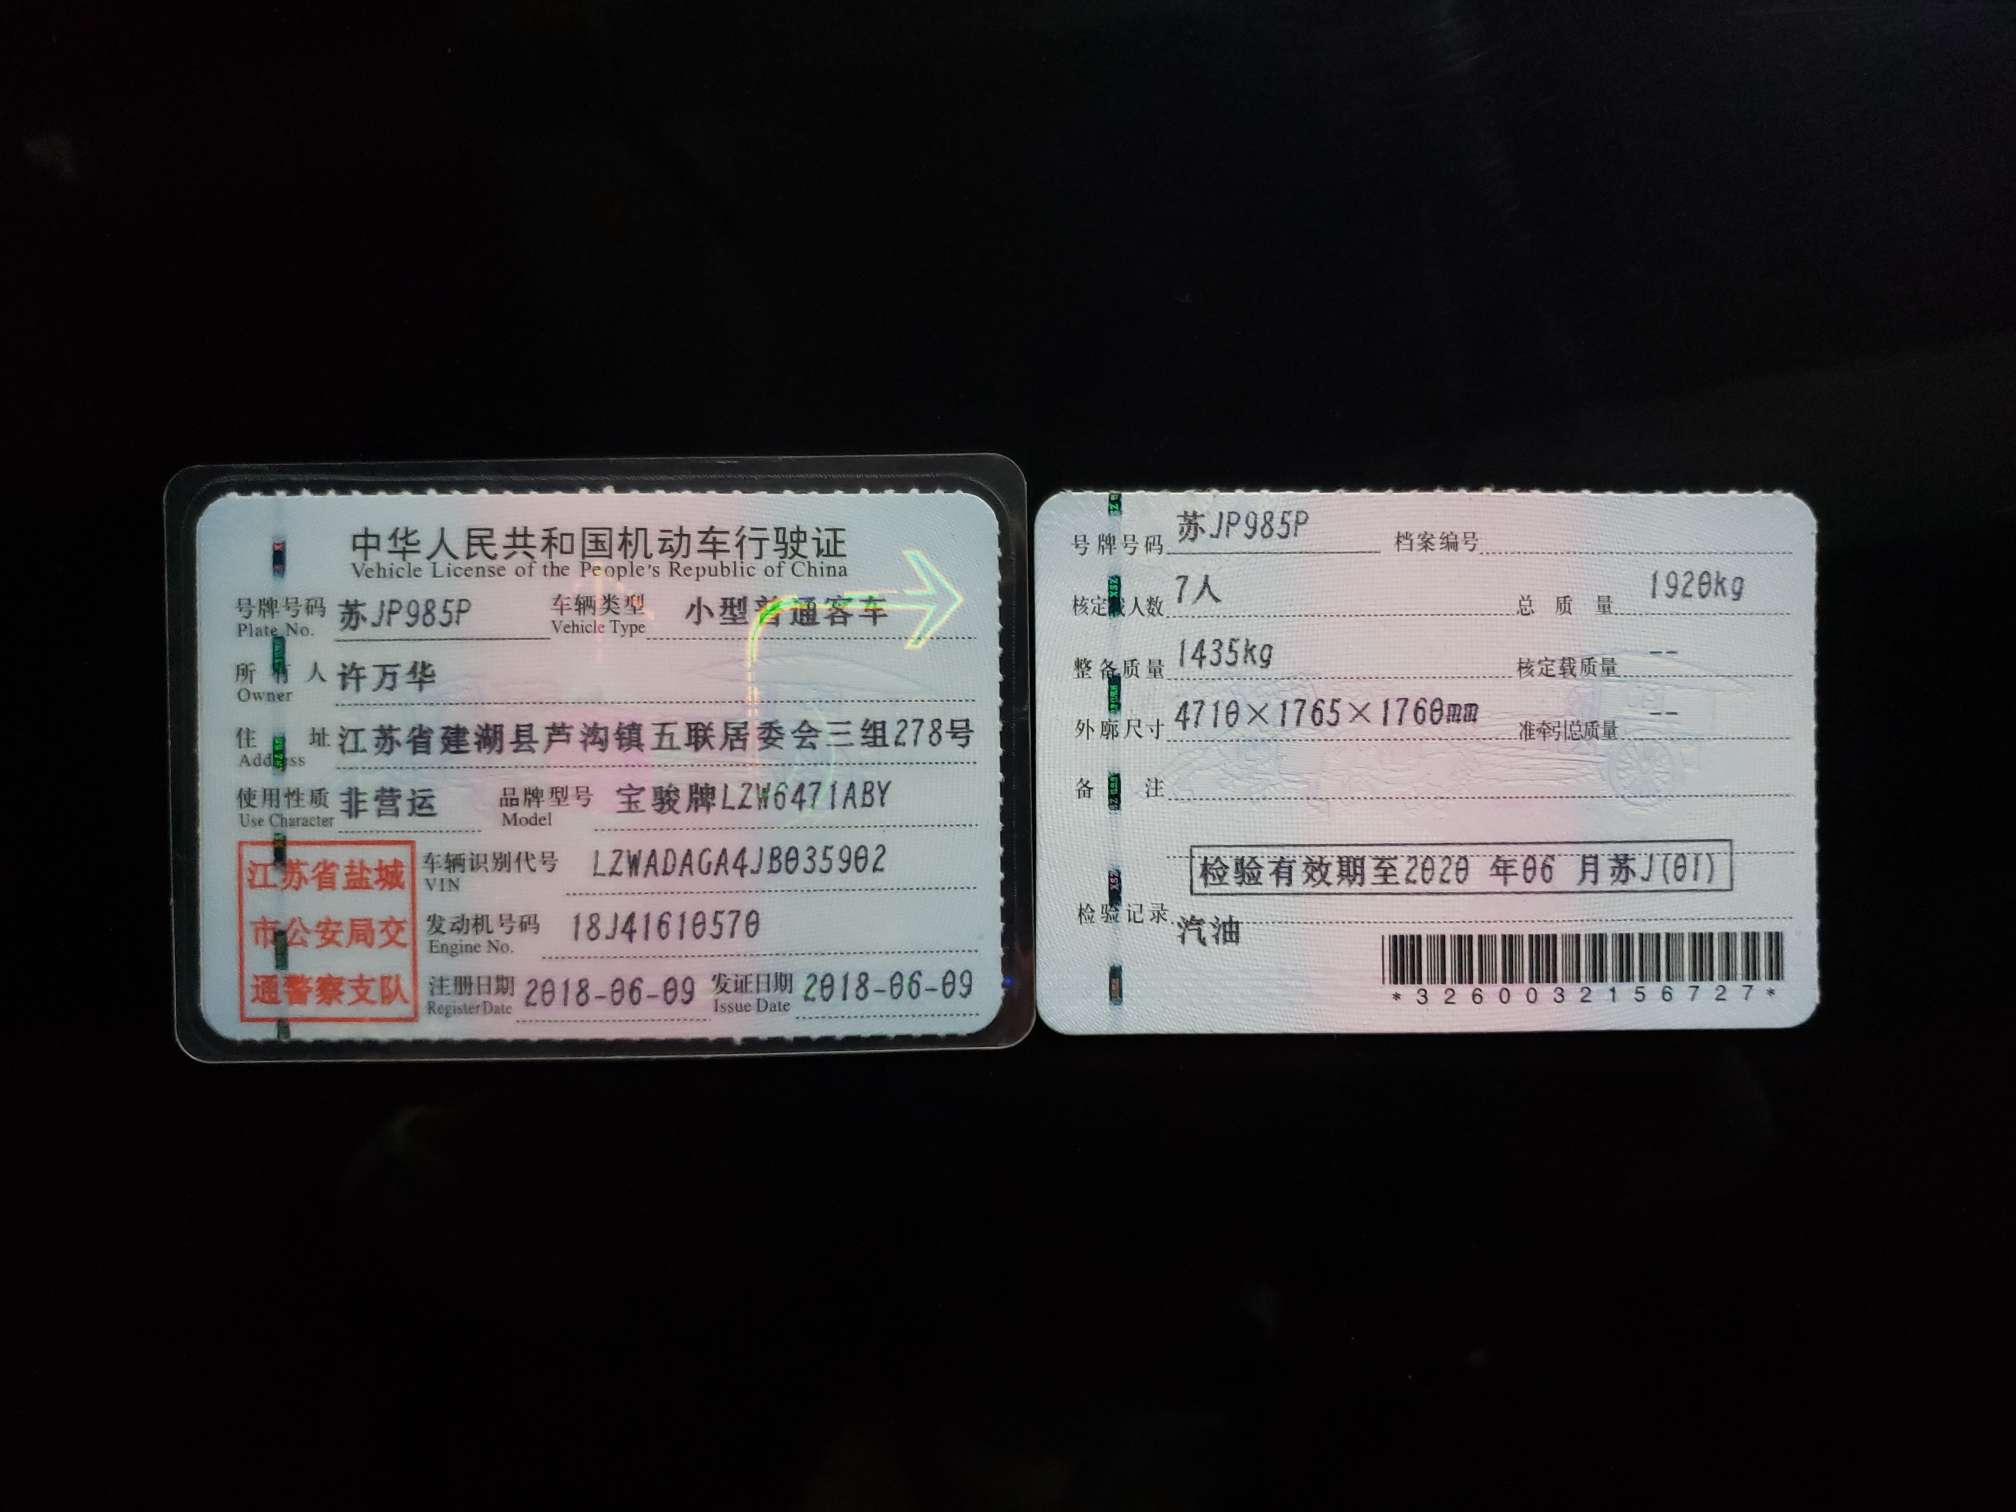 中华人民共和国机动车行驶证
Vehicle License of the People's Republic of China
号牌号码 苏JP985P 车辆类型 小型普通客车
Plate No. Vehicle Type
所有人 许万华
Owner
住址 江苏省建湖县芦沟镇五联居委会三组278号
Address
使用性质 非营运 品牌型号 宝骏牌LZW6471ABY
Use Character Model
江苏省盐城
市公安局交
通警察支队
车辆识别代号 LZWADAGA4JB035902
VIN
发动机号码 18J41610570
Engine No.
注册日期 2018-06-09 发证日期 2018-06-09
Register Date Issue Date
号牌号码 苏JP985P 档案编号
核定载人数 7人 总质量 1920kg
整备质量 1435kg 核定载质量 --
外廓尺寸 4710×1765×1760mm 准牵引总质量 --
备注
检验有效期至2020 年06 月苏J(01)
检验记录
汽油
*3260032156727*